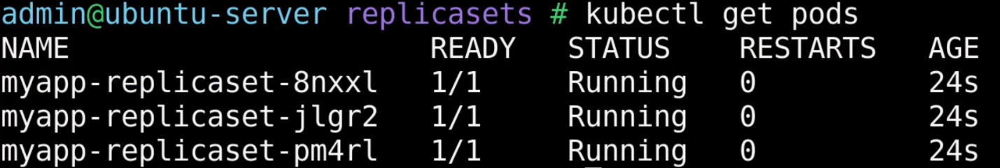 admin@ubuntu-server replicasets # kubectl get pods
NAME READY STATUS RESTARTS AGE
myapp-replicaset-8nxxl 1/1 Running 0 24s
myapp-replicaset-jlgr2 1/1 Running 0 24s
myapp-replicaset-pm4rl 1/1 Running 0 24s